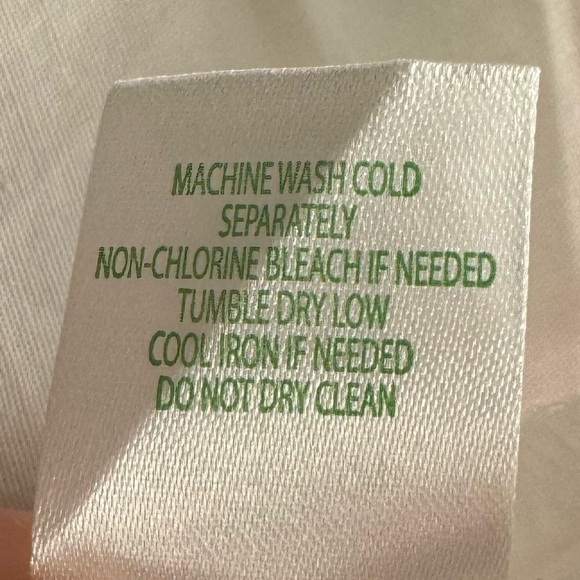 MACHINE WASH COLD
SEPARATELY
NON-CHLORINE BLEACH IF NEEDED
TUMBLE DRY LOW
COOL IRON IF NEEDED
DO NOT DRY CLEAN